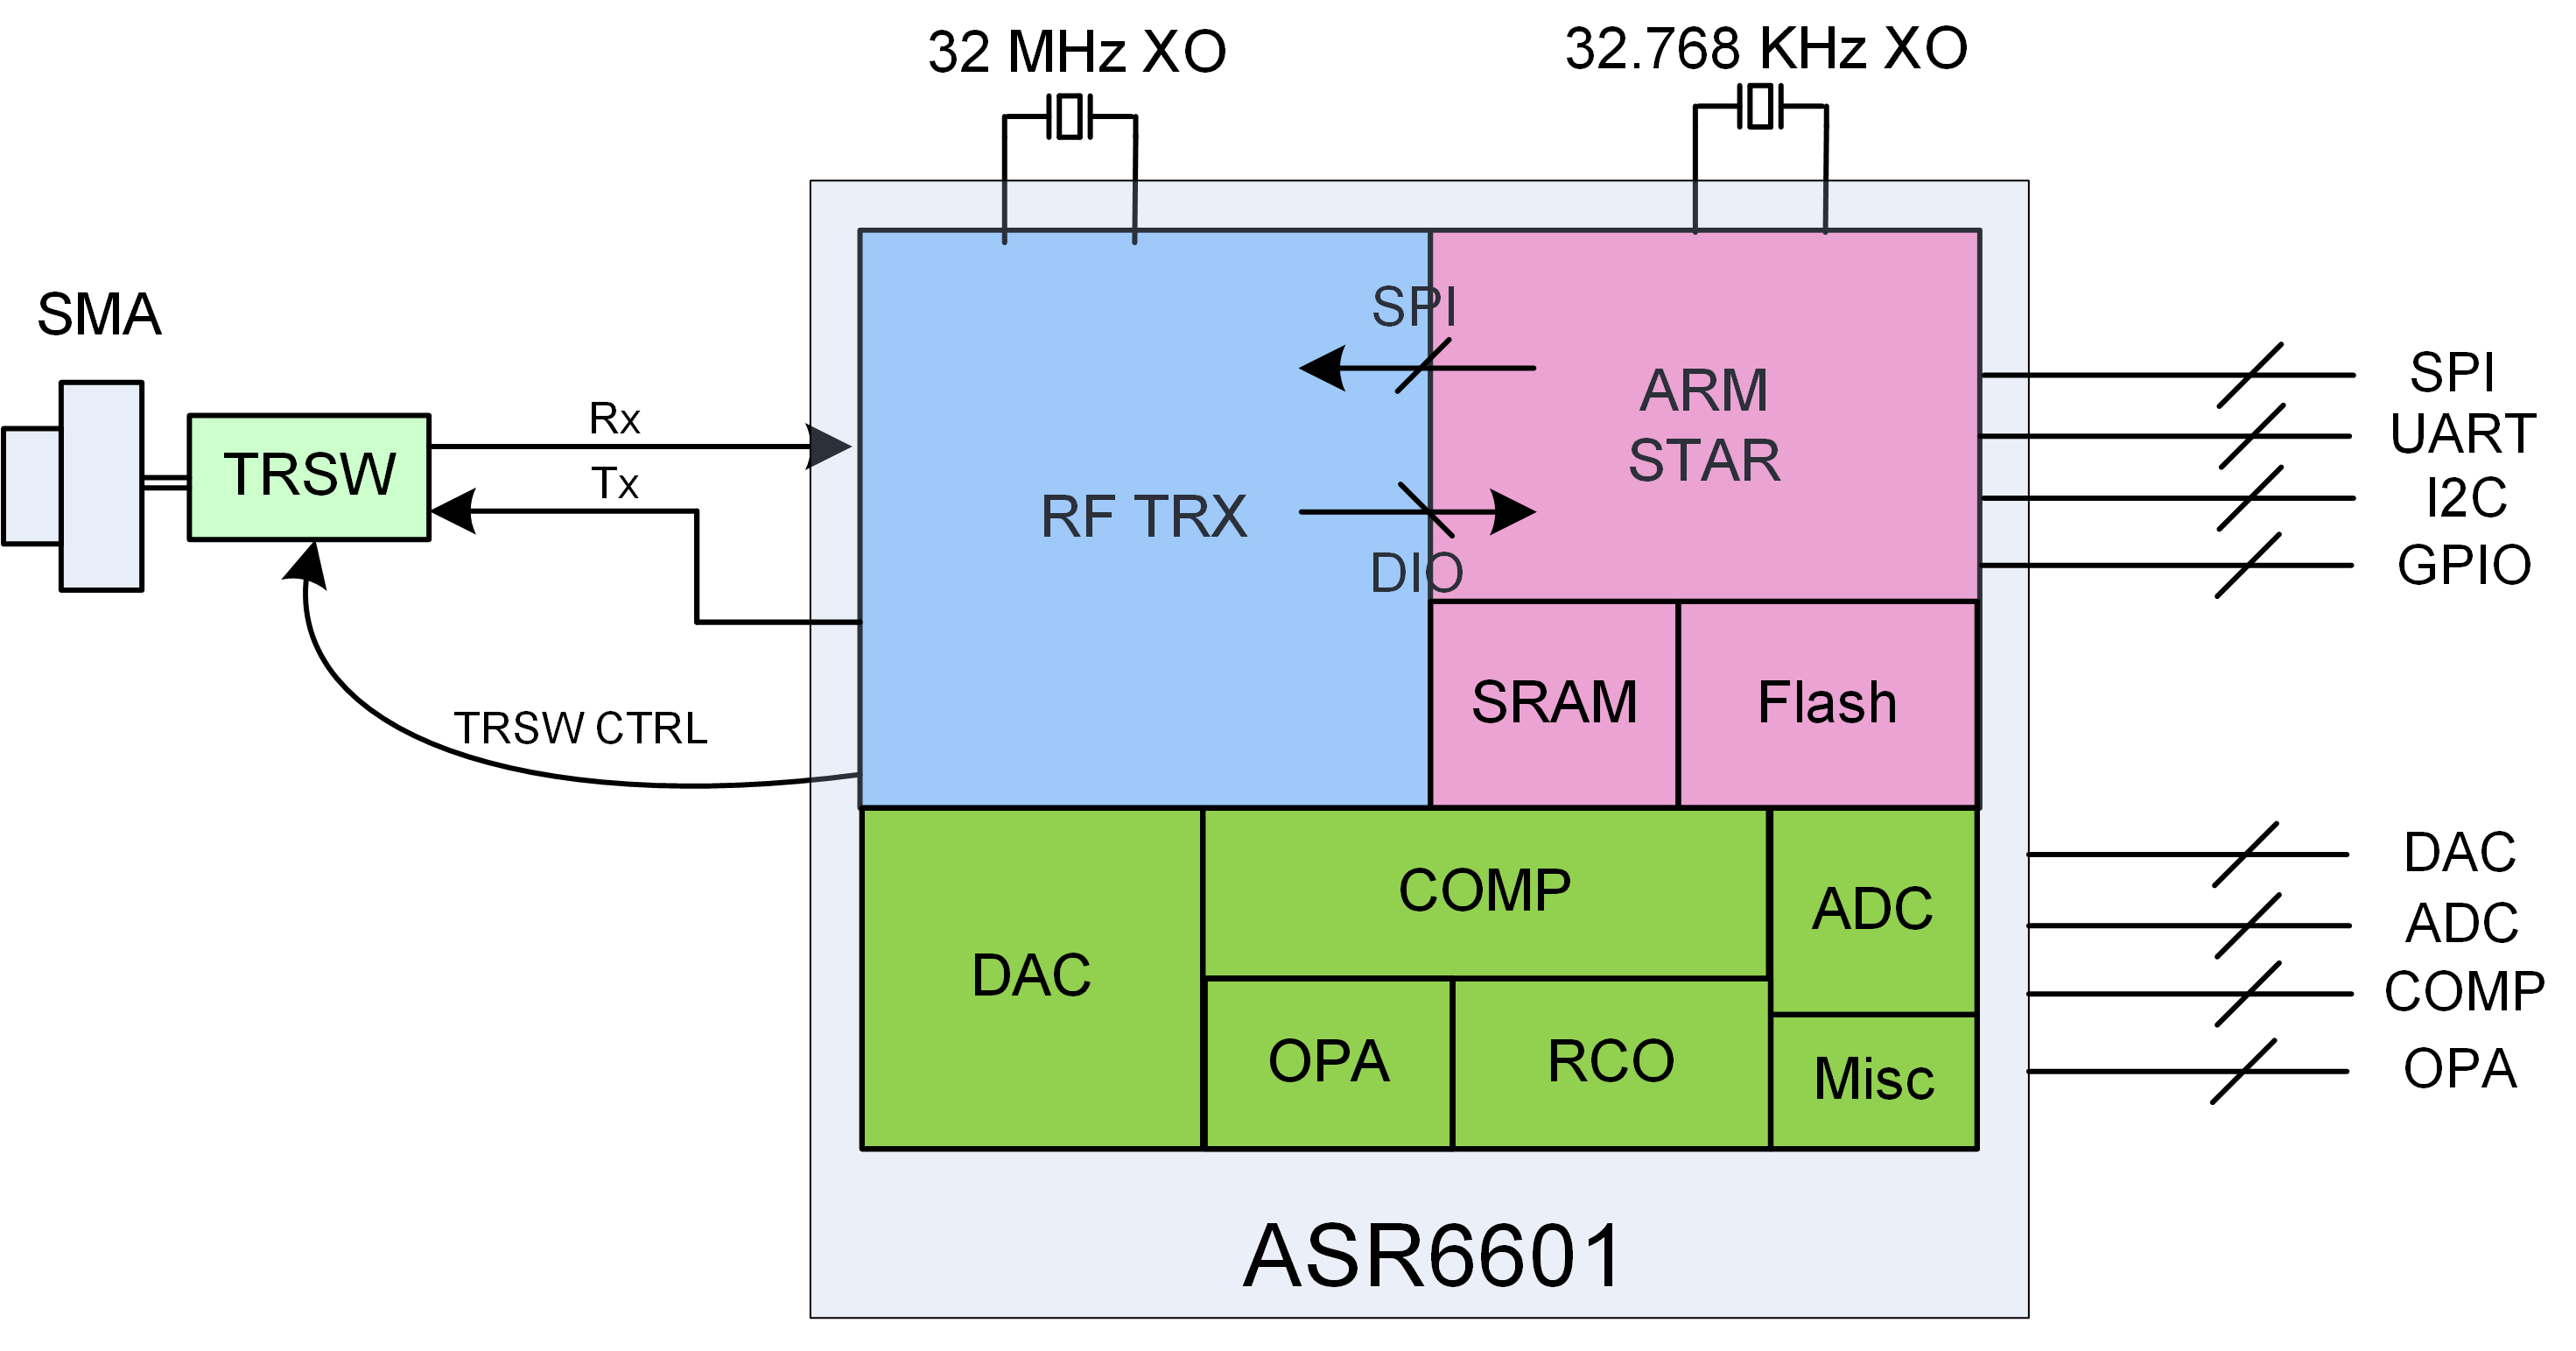 32 MHz XO
32.768 KHz XO
SMA
TRSW
Rx
Tx
TRSW CTRL
RF TRX
SPI
DIO
ARM
STAR
SRAM
Flash
DAC
COMP
ADC
OPA
RCO
Misc
ASR6601
SPI
UART
I2C
GPIO
DAC
ADC
COMP
OPA